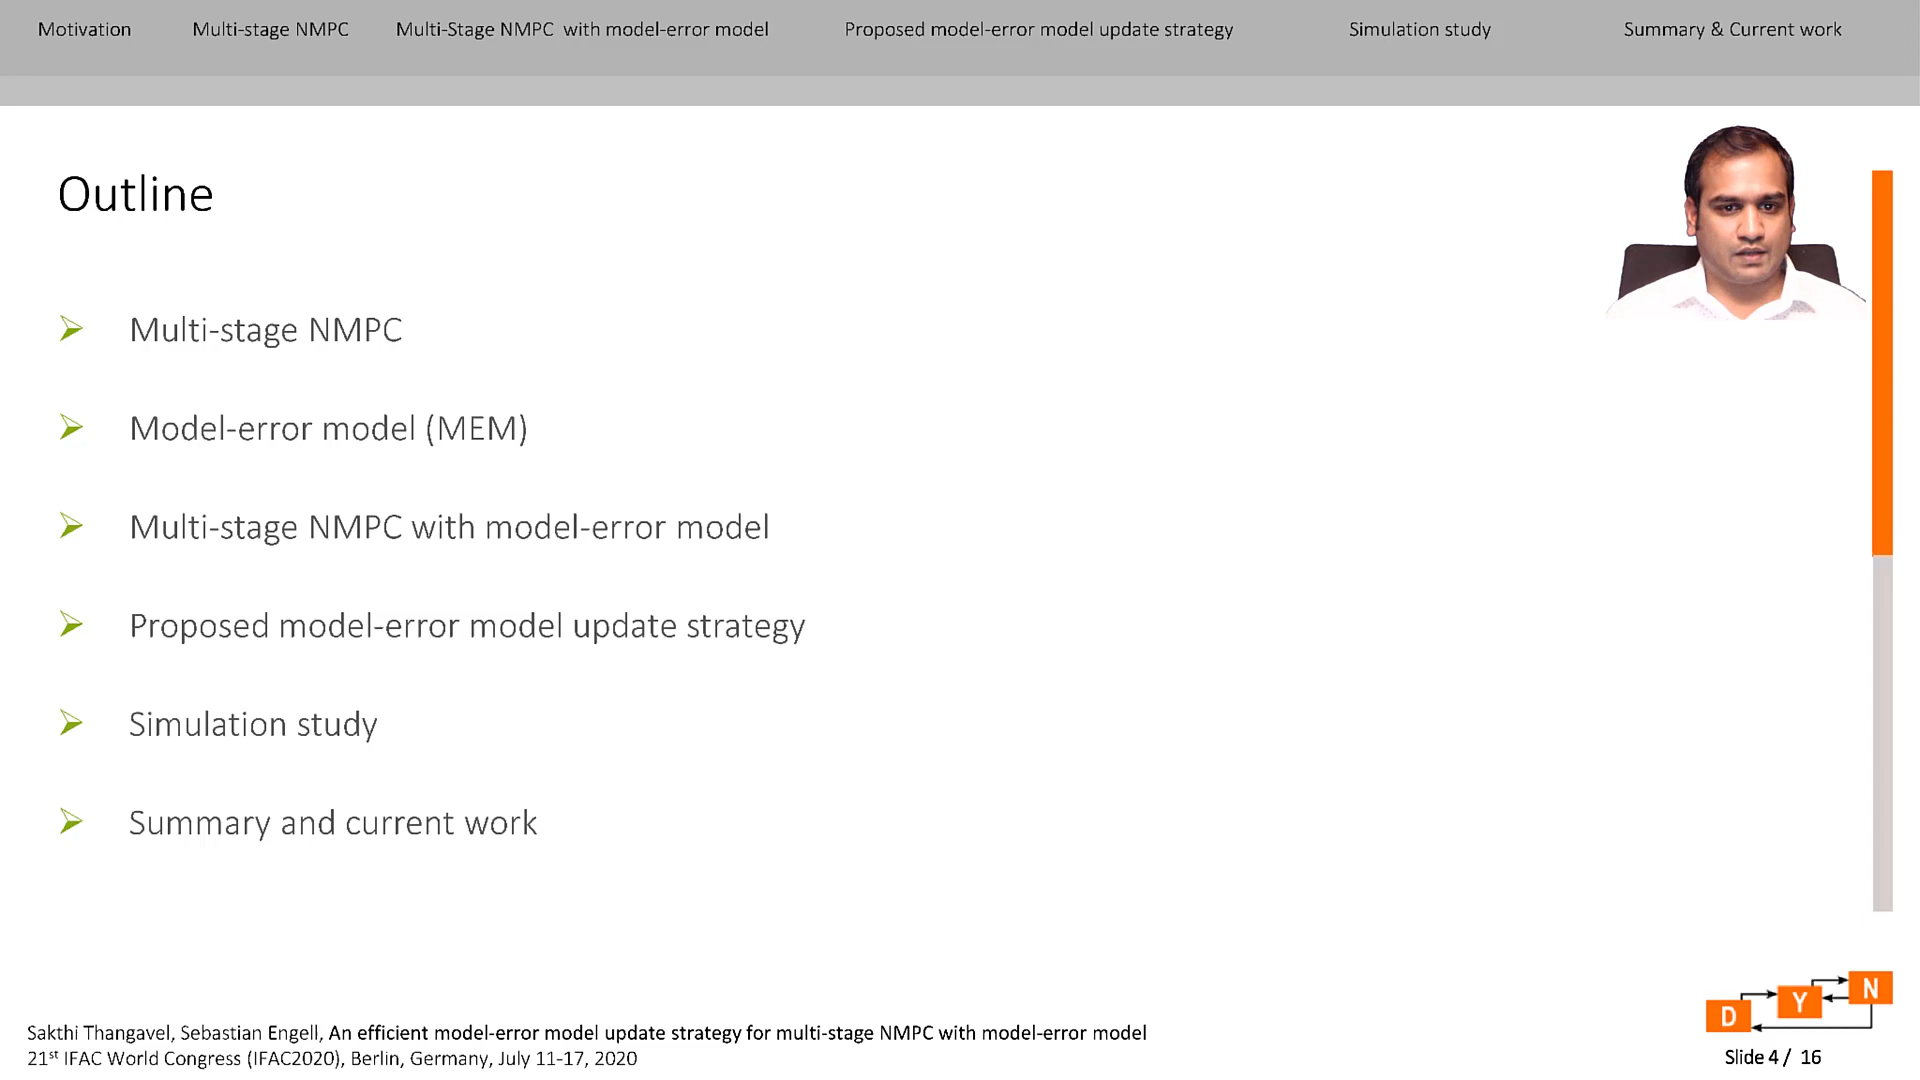 Motivation Multi-stage NMPC Multi-Stage NMPC with model-error model Proposed model-error model update strategy Simulation study Summary & Current work
Outline
Multi-stage NMPC
Model-error model (MEM)
Multi-stage NMPC with model-error model
Proposed model-error model update strategy
Simulation study
Summary and current work
D Y N
Sakthi Thangavel, Sebastian Engell, An efficient model-error model update strategy for multi-stage NMPC with model-error model
21st IFAC World Congress (IFAC2020), Berlin, Germany, July 11-17, 2020
Slide 4 / 16